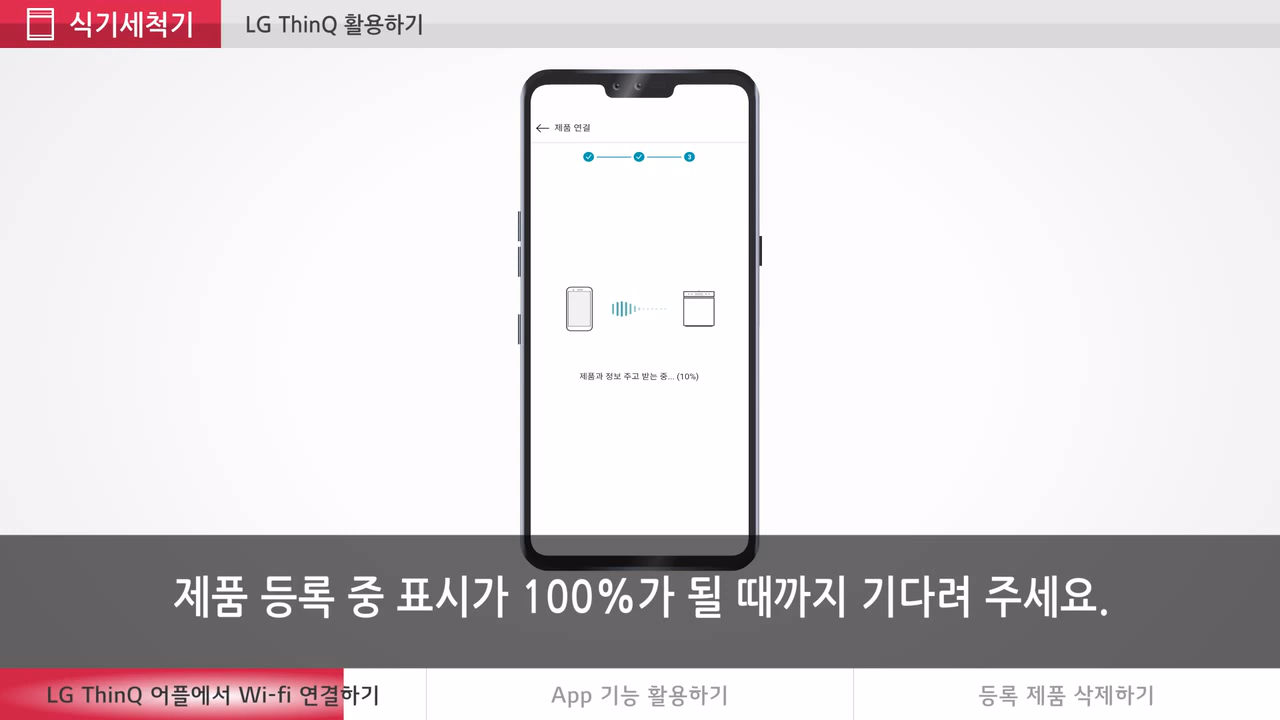 식기세척기
LG ThinQ 활용하기
제품 연결
3
제품과 정보 주고 받는 중... (10%)
제품 등록 중 표시가 100%가 될 때까지 기다려 주세요.
LG ThinQ 어플에서 Wi-fi 연결하기
App 기능 활용하기
등록 제품 삭제하기